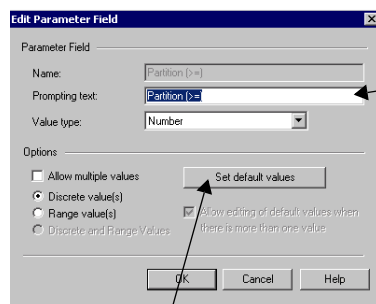 Edit Parameter Field
Parameter Field
Name: Partition (>=)
Prompting text: Partition (>=)
Value type: Number
Options
Allow multiple values
Set default values
Discrete value(s)
Range value(s)
Allow editing of default values when
Discrete and Range Values
there is more than one value
OK Cancel Help